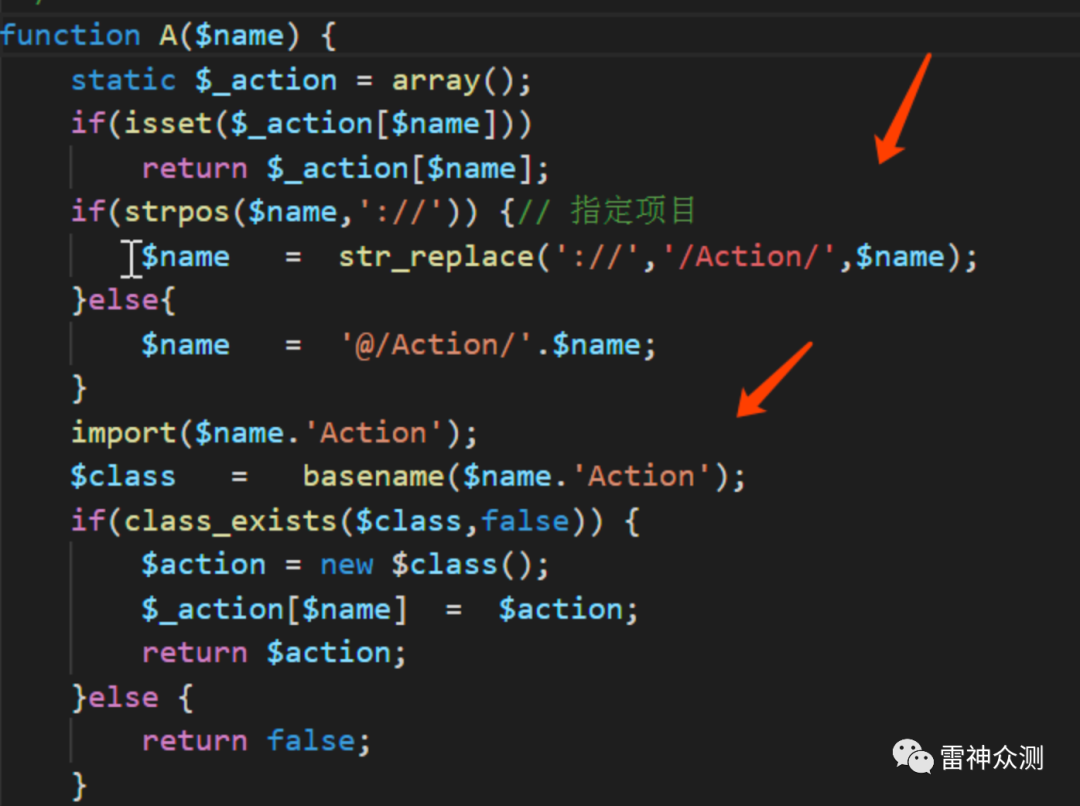 function A($name) {
    static $_action = array();
    if(isset($_action[$name]))
        return $_action[$name];
    if(strpos($name,'://')) {// 指定项目
        $name   =  str_replace('://','/Action/',$name);
    }else{
        $name   =  '@/Action/'.$name;
    }
    import($name.'Action');
    $class   =   basename($name.'Action');
    if(class_exists($class,false)) {
        $action = new $class();
        $_action[$name]  =  $action;
        return $action;
    }else {
        return false;
    }
雷神众测